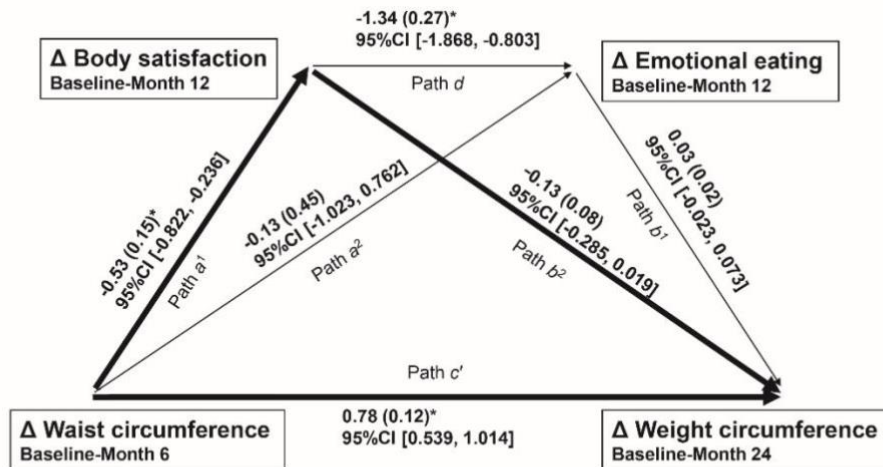 -1.34 (0.27)*
95%CI [-1.868, -0.803]
Δ Body satisfaction
Baseline-Month 12
Path d
Δ Emotional eating
Baseline-Month 12
-0.53 (0.15)*
95%CI [-0.822, -0.236]
Path a¹
-0.13 (0.45)
95%CI [-1.023, 0.762]
Path a²
-0.13 (0.08)
95%CI [-0.285, 0.019]
Path b²
0.03 (0.02)
95%CI [-0.023, 0.073]
Path b¹
Path c'
Δ Waist circumference
Baseline-Month 6
0.78 (0.12)*
95%CI [0.539, 1.014]
Δ Weight circumference
Baseline-Month 24